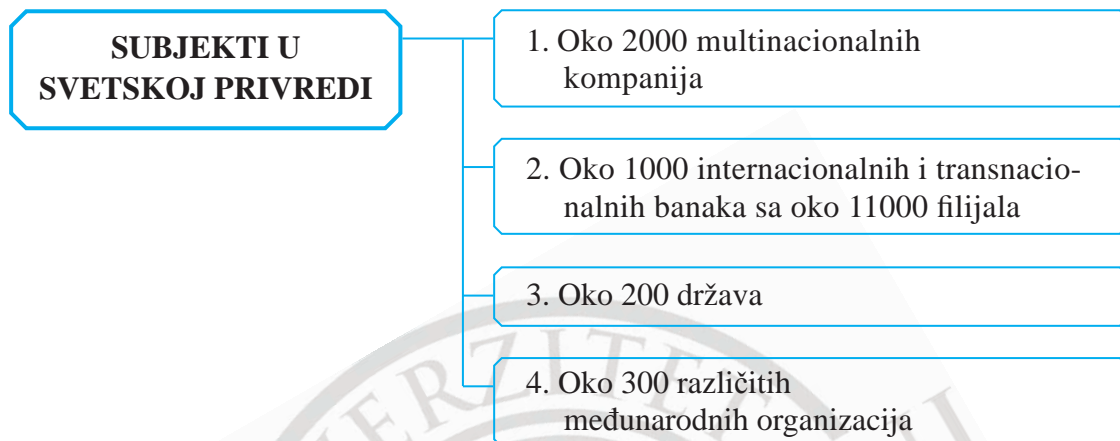 SUBJEKTI U
SVETSKOJ PRIVREDI
1. Oko 2000 multinacionalnih
kompanija
2. Oko 1000 internacionalnih i transnacio-
nalnih banaka sa oko 11000 filijala
3. Oko 200 država
4. Oko 300 različitih
međunarodnih organizacija